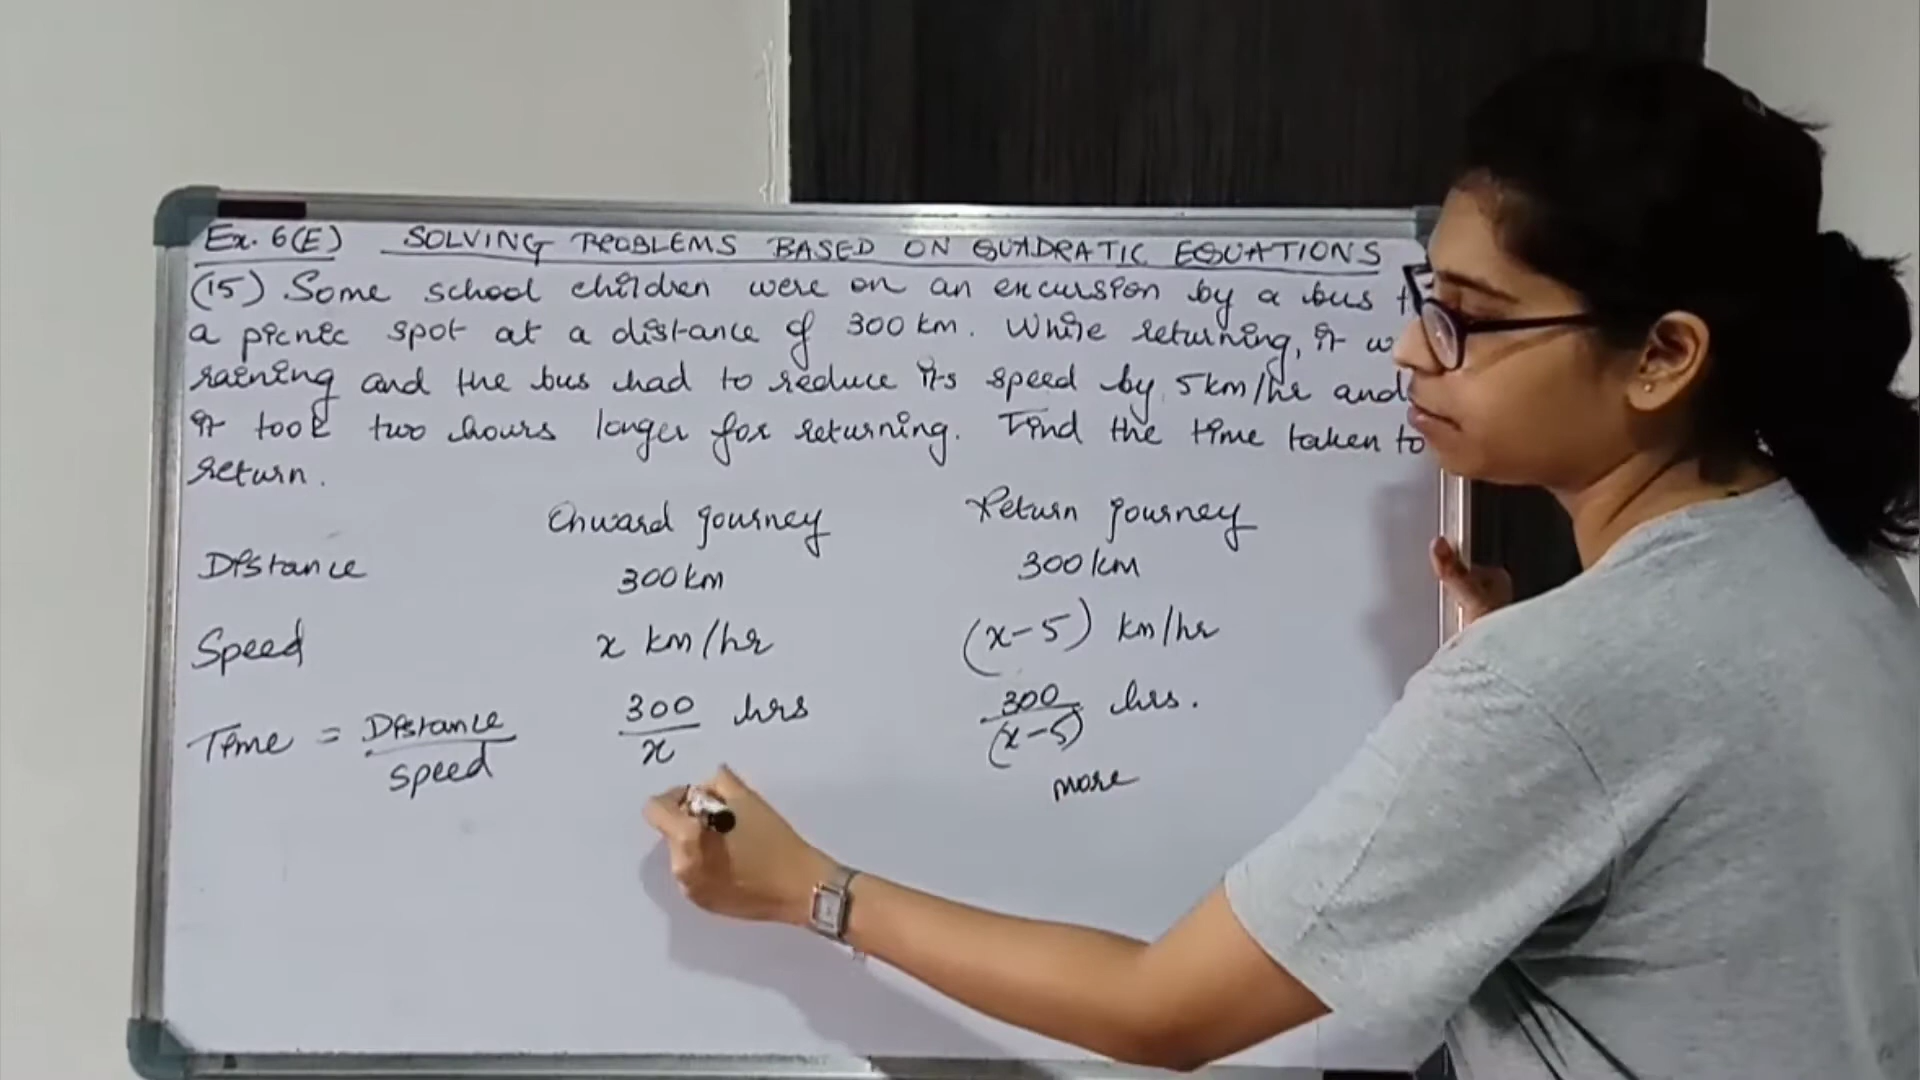 Ex. 6(E) SOLVING PROBLEMS BASED ON QUADRATIC EQUATIONS
(15) Some school children were on an excursion by a bus
a picnic spot at a distance of 300 km. While returning, it
raining and the bus had to reduce its speed by 5 km/hr and
it took two hours longer for returning. Find the time taken to
return.
Onward journey Return journey
Distance 300 km 300 km
Speed x km/hr (x-5) km/hr
Time = Distance/speed 300/x hrs 300/(x-5) hrs.
more